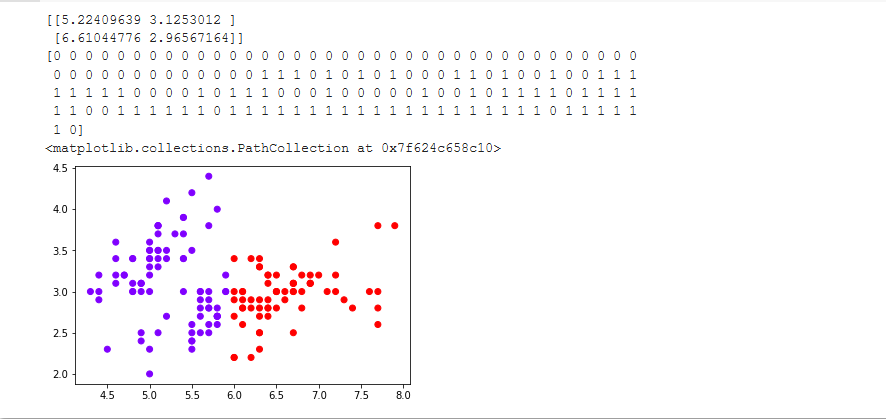 [[5.22409639 3.1253012 ]
[6.61044776 2.96567164]]
[0 0 0 0 0 0 0 0 0 0 0 0 0 0 0 0 0 0 0 0 0 0 0 0 0 0 0 0 0 0 0 0 0 0 0 0 0
0 0 0 0 0 0 0 0 0 0 0 0 0 1 1 1 0 1 0 1 0 1 0 0 0 1 1 0 1 0 0 1 0 0 1 1 1
1 1 1 1 1 0 0 0 0 1 0 1 1 1 0 0 0 1 0 0 0 0 0 1 0 0 1 0 1 1 1 1 0 1 1 1 1
1 1 0 0 1 1 1 1 1 1 0 1 1 1 1 1 1 1 1 1 1 1 1 1 1 1 1 1 1 1 1 0 1 1 1 1 1
1 0]
<matplotlib.collections.PathCollection at 0x7f624c658c10>
4.5
4.0
3.5
3.0
2.5
2.0
4.5 5.0 5.5 6.0 6.5 7.0 7.5 8.0